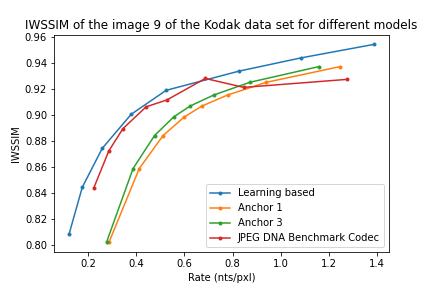 IWSSIM of the image 9 of the Kodak data set for different models
0.96
0.94
0.92
0.90
0.88
0.86
0.84
0.82
0.80
IWSSIM
Learning based
Anchor 1
Anchor 3
JPEG DNA Benchmark Codec
0.2 0.4 0.6 0.8 1.0 1.2 1.4
Rate (nts/pxl)